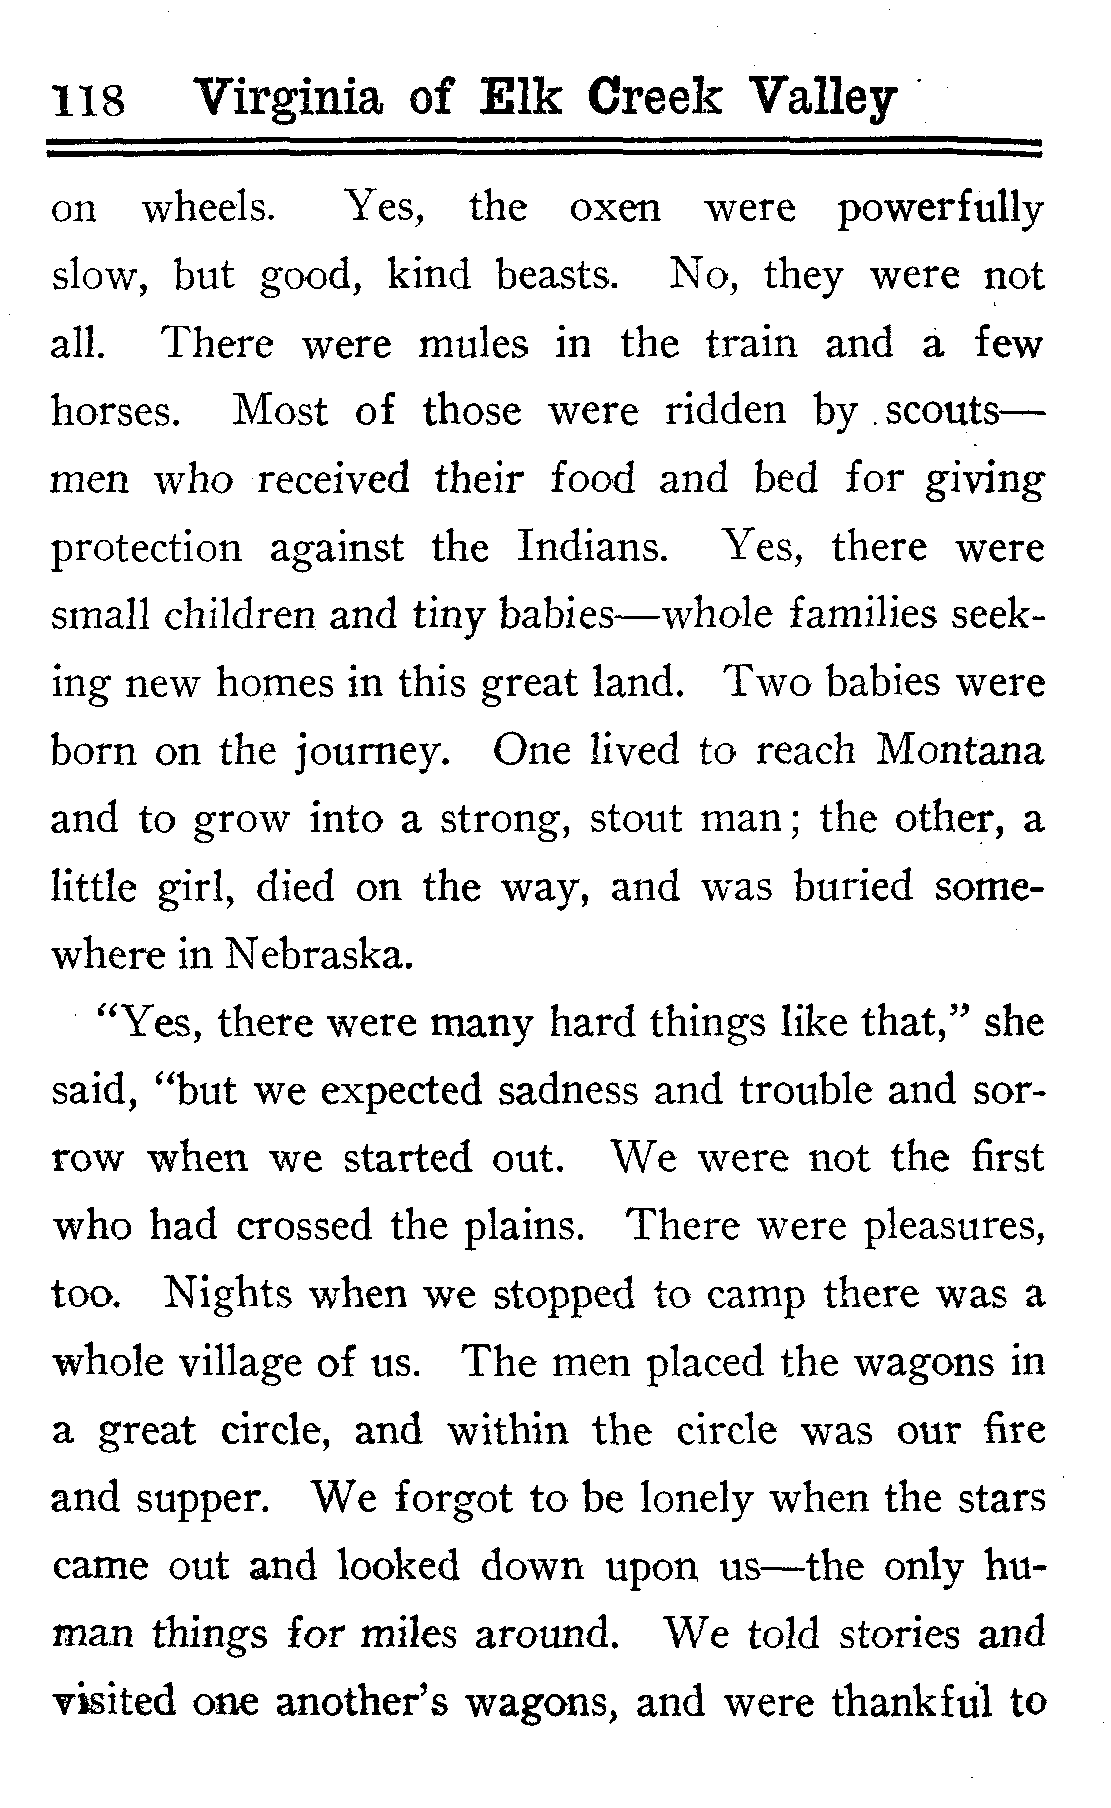 118 Virginia of Elk Creek Valley
on wheels. Yes, the oxen were powerfully
slow, but good, kind beasts. No, they were not
all. There were mules in the train and a few
horses. Most of those were ridden by scouts—
men who received their food and bed for giving
protection against the Indians. Yes, there were
small children and tiny babies—whole families seek-
ing new homes in this great land. Two babies were
born on the journey. One lived to reach Montana
and to grow into a strong, stout man; the other, a
little girl, died on the way, and was buried some-
where in Nebraska.
"Yes, there were many hard things like that," she
said, "but we expected sadness and trouble and sor-
row when we started out. We were not the first
who had crossed the plains. There were pleasures,
too. Nights when we stopped to camp there was a
whole village of us. The men placed the wagons in
a great circle, and within the circle was our fire
and supper. We forgot to be lonely when the stars
came out and looked down upon us—the only hu-
man things for miles around. We told stories and
visited one another's wagons, and were thankful to